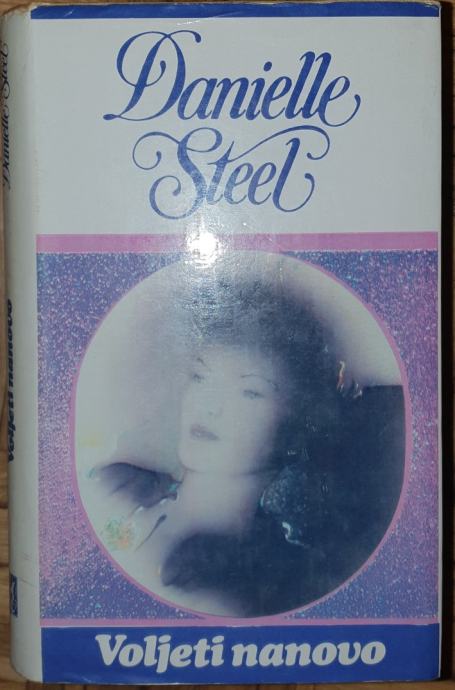 Danielle
Steel
Voljeti nanovo
Danielle Steel
Voljeti nanovo